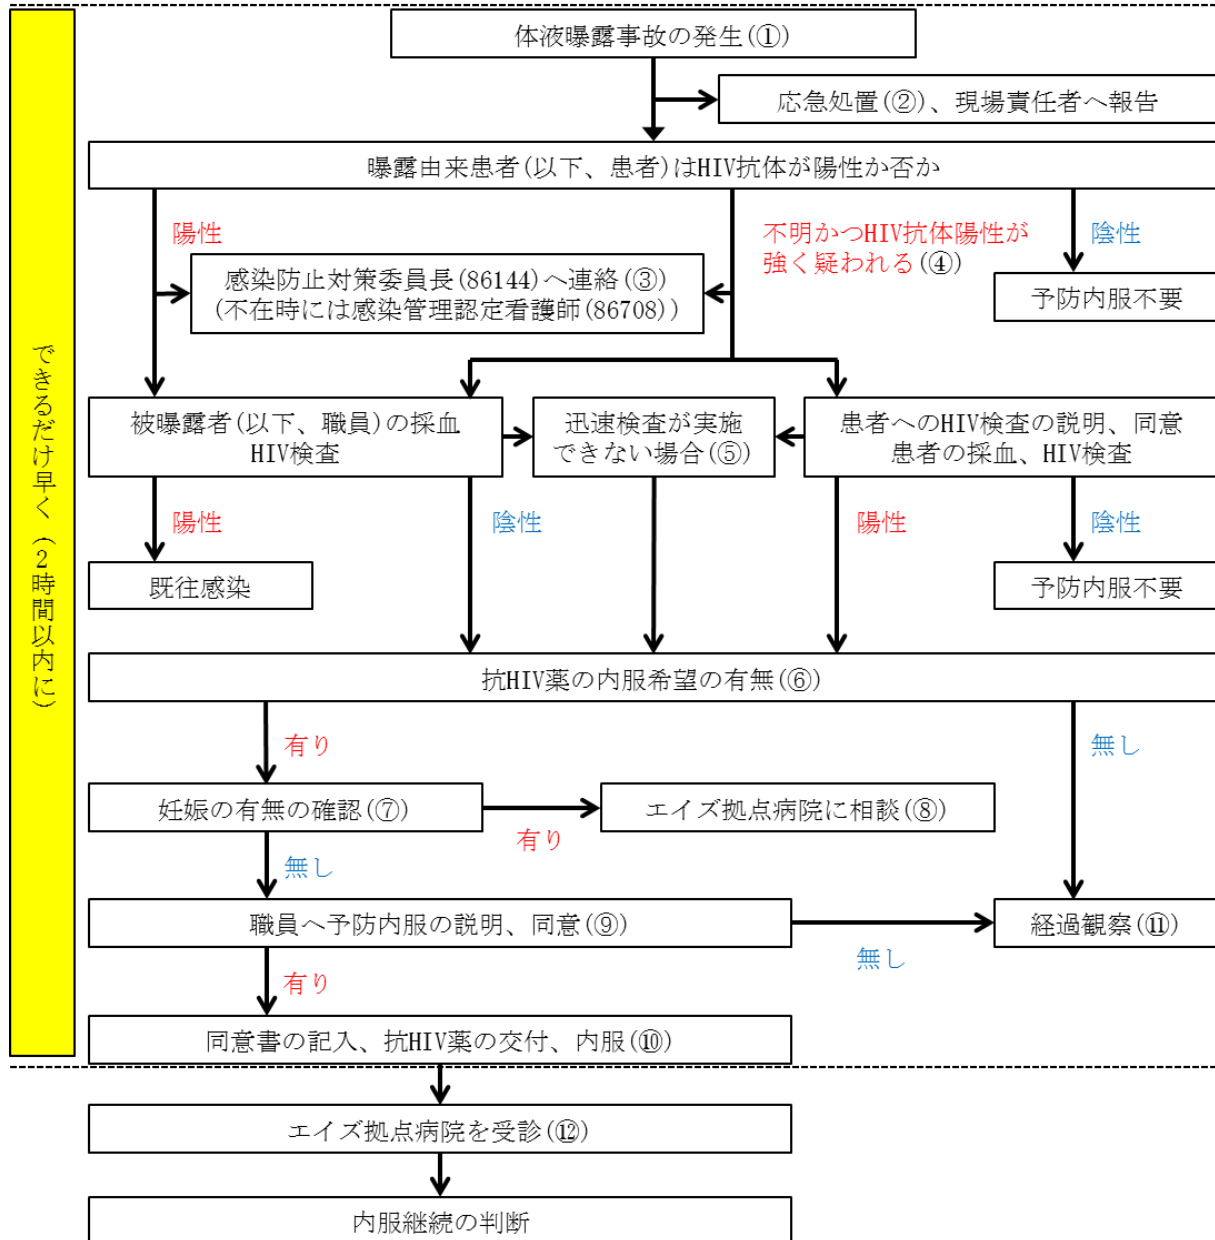 体液曝露事故の発生(①)
応急処置(②)、現場責任者へ報告
曝露由来患者(以下、患者)はHIV抗体が陽性か否か
陽性
不明かつHIV抗体陽性が
強く疑われる(④)
陰性
感染防止対策委員長(86144)へ連絡(③)
(不在時には感染管理認定看護師(86708))
予防内服不要
できるだけ早く(2時間以内に)
被曝露者(以下、職員)の採血
HIV検査
迅速検査が実施
できない場合(⑤)
患者へのHIV検査の説明、同意
患者の採血、HIV検査
陽性
陰性
陽性
陰性
既往感染
予防内服不要
抗HIV薬の内服希望の有無(⑥)
有り
無し
妊娠の有無の確認(⑦)
有り
エイズ拠点病院に相談(⑧)
無し
職員へ予防内服の説明、同意(⑨)
無し
経過観察(⑪)
有り
同意書の記入、抗HIV薬の交付、内服(⑩)
エイズ拠点病院を受診(⑫)
内服継続の判断